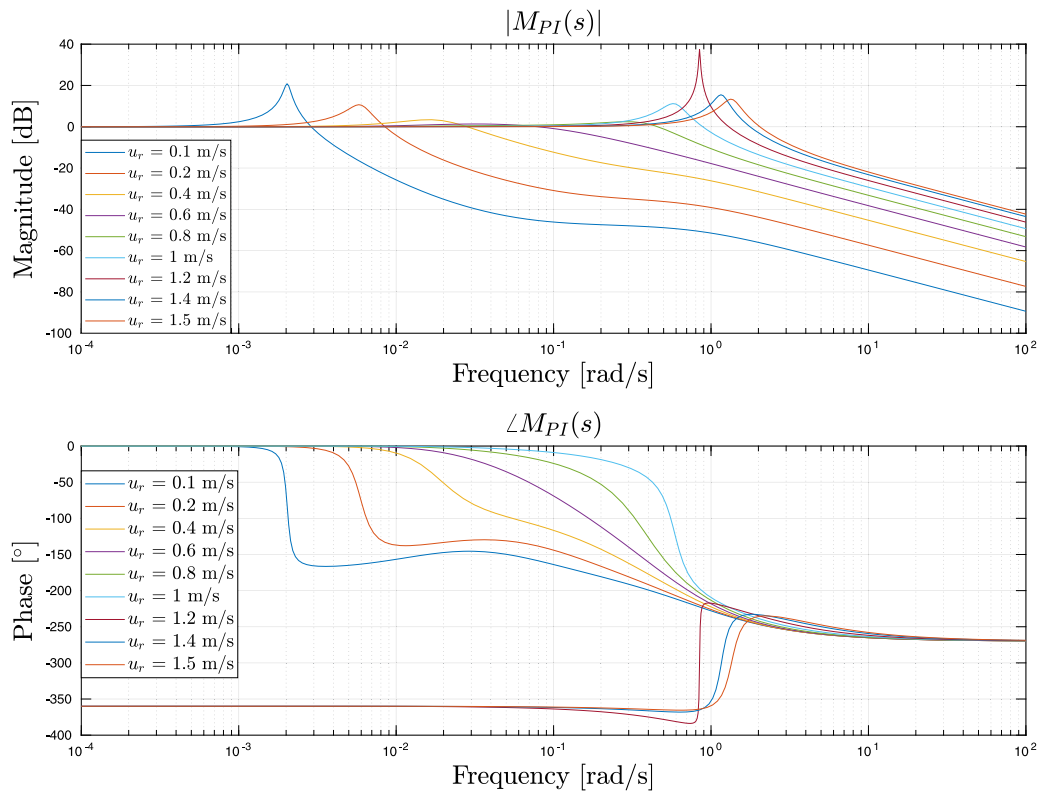 |M_{PI}(s)|
Magnitude [dB]
40
20
0
-20
-40
-60
-80
-100
u_r = 0.1 m/s
u_r = 0.2 m/s
u_r = 0.4 m/s
u_r = 0.6 m/s
u_r = 0.8 m/s
u_r = 1 m/s
u_r = 1.2 m/s
u_r = 1.4 m/s
u_r = 1.5 m/s
10^{-4} 10^{-3} 10^{-2} 10^{-1} 10^{0} 10^{1} 10^{2}
Frequency [rad/s]
∠M_{PI}(s)
Phase [°]
0
-50
-100
-150
-200
-250
-300
-350
-400
u_r = 0.1 m/s
u_r = 0.2 m/s
u_r = 0.4 m/s
u_r = 0.6 m/s
u_r = 0.8 m/s
u_r = 1 m/s
u_r = 1.2 m/s
u_r = 1.4 m/s
u_r = 1.5 m/s
10^{-4} 10^{-3} 10^{-2} 10^{-1} 10^{0} 10^{1} 10^{2}
Frequency [rad/s]